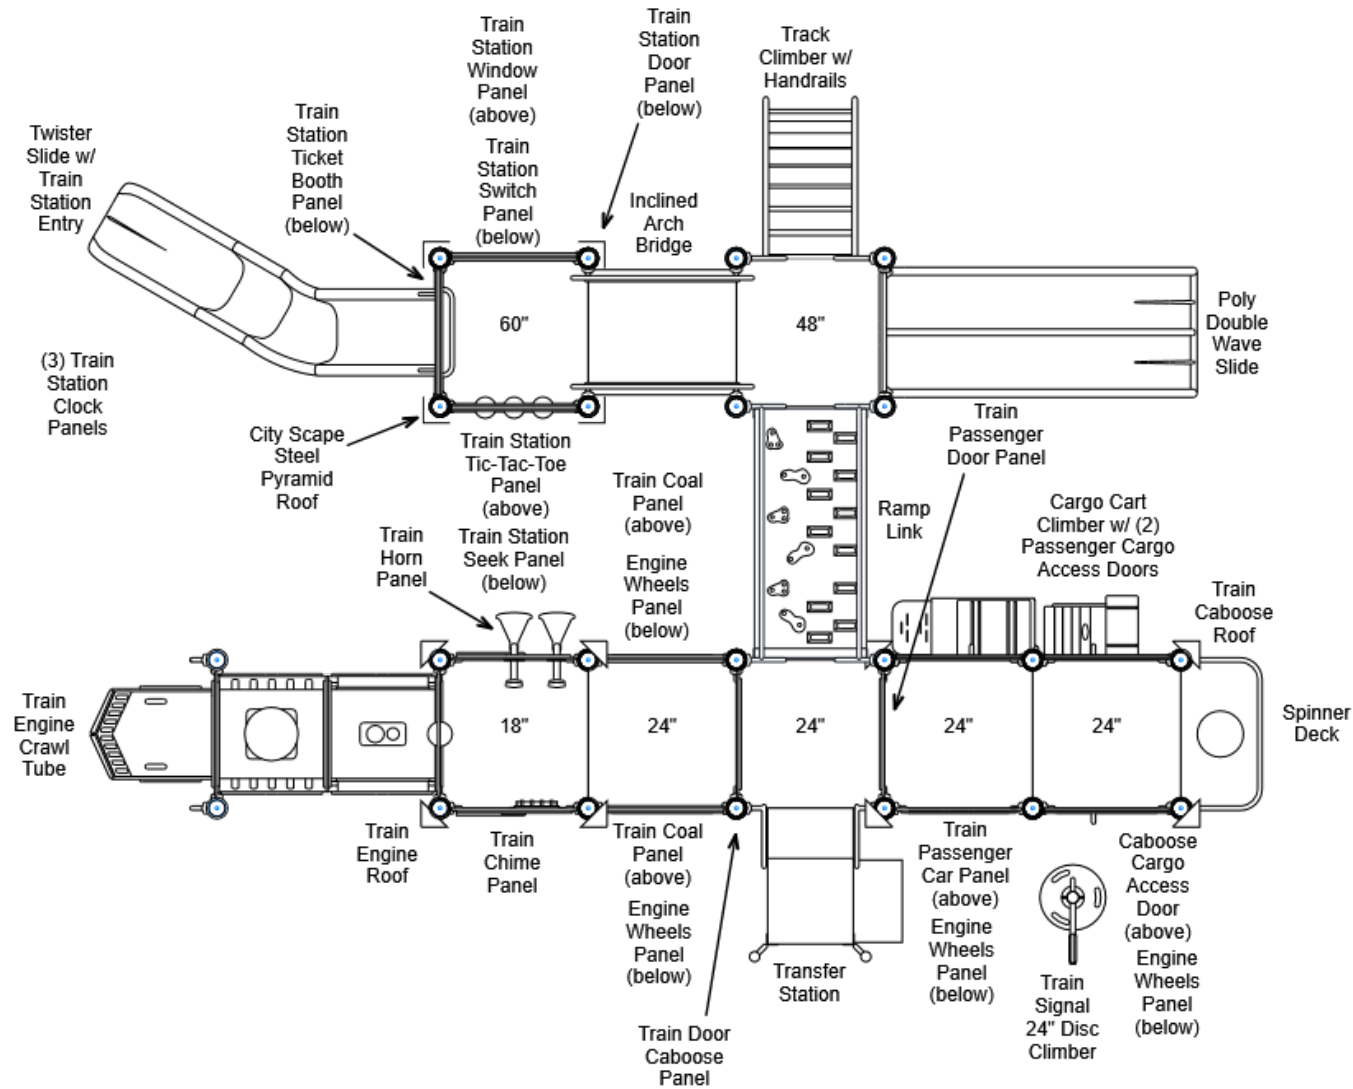 Train
Station
Window
Panel
(above)
Train
Station
Switch
Panel
(below)
Train
Station
Door
Panel
(below)
Track
Climber w/
Handrails
Train
Station
Ticket
Booth
Panel
(below)
Twister
Slide w/
Train
Station
Entry
Inclined
Arch
Bridge
60"
48"
Poly
Double
Wave
Slide
(3) Train
Station
Clock
Panels
City Scape
Steel
Pyramid
Roof
Train Station
Tic-Tac-Toe
Panel
(above)
Train Station
Seek Panel
(below)
Train
Horn
Panel
Train Coal
Panel
(above)
Engine
Wheels
Panel
(below)
Ramp
Link
Train
Passenger
Door Panel
Cargo Cart
Climber w/ (2)
Passenger Cargo
Access Doors
Train
Caboose
Roof
Train
Engine
Crawl
Tube
18"
24"
24"
24"
24"
Spinner
Deck
Train
Engine
Roof
Train
Chime
Panel
Train Coal
Panel
(above)
Engine
Wheels
Panel
(below)
Train Door
Caboose
Panel
Transfer
Station
Train
Passenger
Car Panel
(above)
Engine
Wheels
Panel
(below)
Train
Signal
24" Disc
Climber
Caboose
Cargo
Access
Door
(above)
Engine
Wheels
Panel
(below)